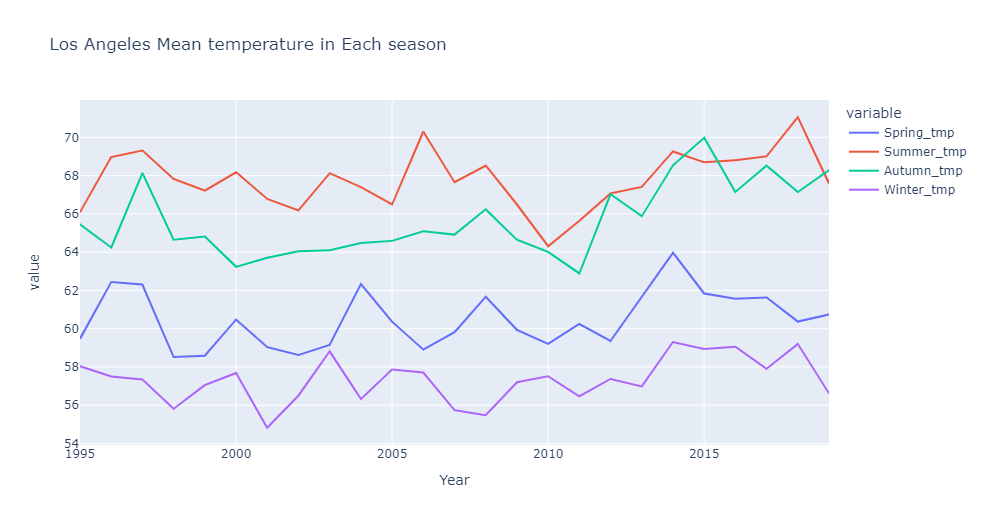 Los Angeles Mean temperature in Each season
variable
Spring_tmp
Summer_tmp
Autumn_tmp
Winter_tmp
value
70
68
66
64
62
60
58
56
54
1995 2000 2005 2010 2015
Year